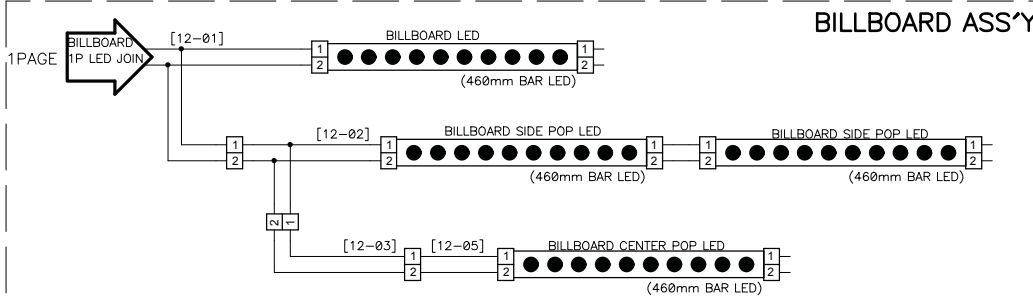 BILLBOARD ASS'Y
1PAGE
BILLBOARD
1P LED JOIN
[12-01]
BILLBOARD LED
1
2
1
2
(460mm BAR LED)
1
2
[12-02]
BILLBOARD SIDE POP LED
1
2
1
2
(460mm BAR LED)
BILLBOARD SIDE POP LED
1
2
1
2
(460mm BAR LED)
2
1
[12-03]
1
2
[12-05]
BILLBOARD CENTER POP LED
1
2
1
2
(460mm BAR LED)